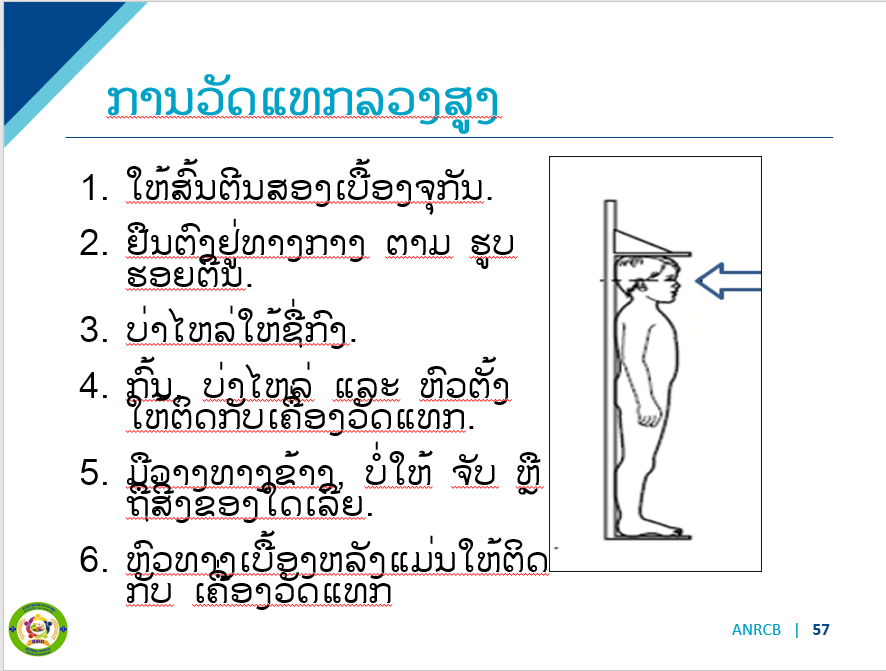 ການວັດແທກລວງສູງ
1. ໃຫ້ສົ້ນຕີນສອງເບື້ອງຈຸກັນ.
2. ຢືນຕົງຢູ່ທາງກາງ ຕາມ ຮູບ
ຮອຍຕີນ.
3. ບ່າໄຫລ່ໃຫ້ຊື່ກົງ.
4. ກົ້ນ, ບ່າໄຫລ່ ແລະ ຫົວຕັ້ງ
ໃຫ້ຕິດກັບເຄື່ອງວັດແທກ.
5. ມືວາງທາງຂ້າງ, ບໍ່ໃຫ້ ຈັບ ຫຼື
ຖືສິ່ງຂອງໃດເລີຍ.
6. ຫົວທາງເບື້ອງຫລັງແມ່ນໃຫ້ຕິດ
ກັບ ເຄື່ອງວັດແທກ
ANRCB | 57